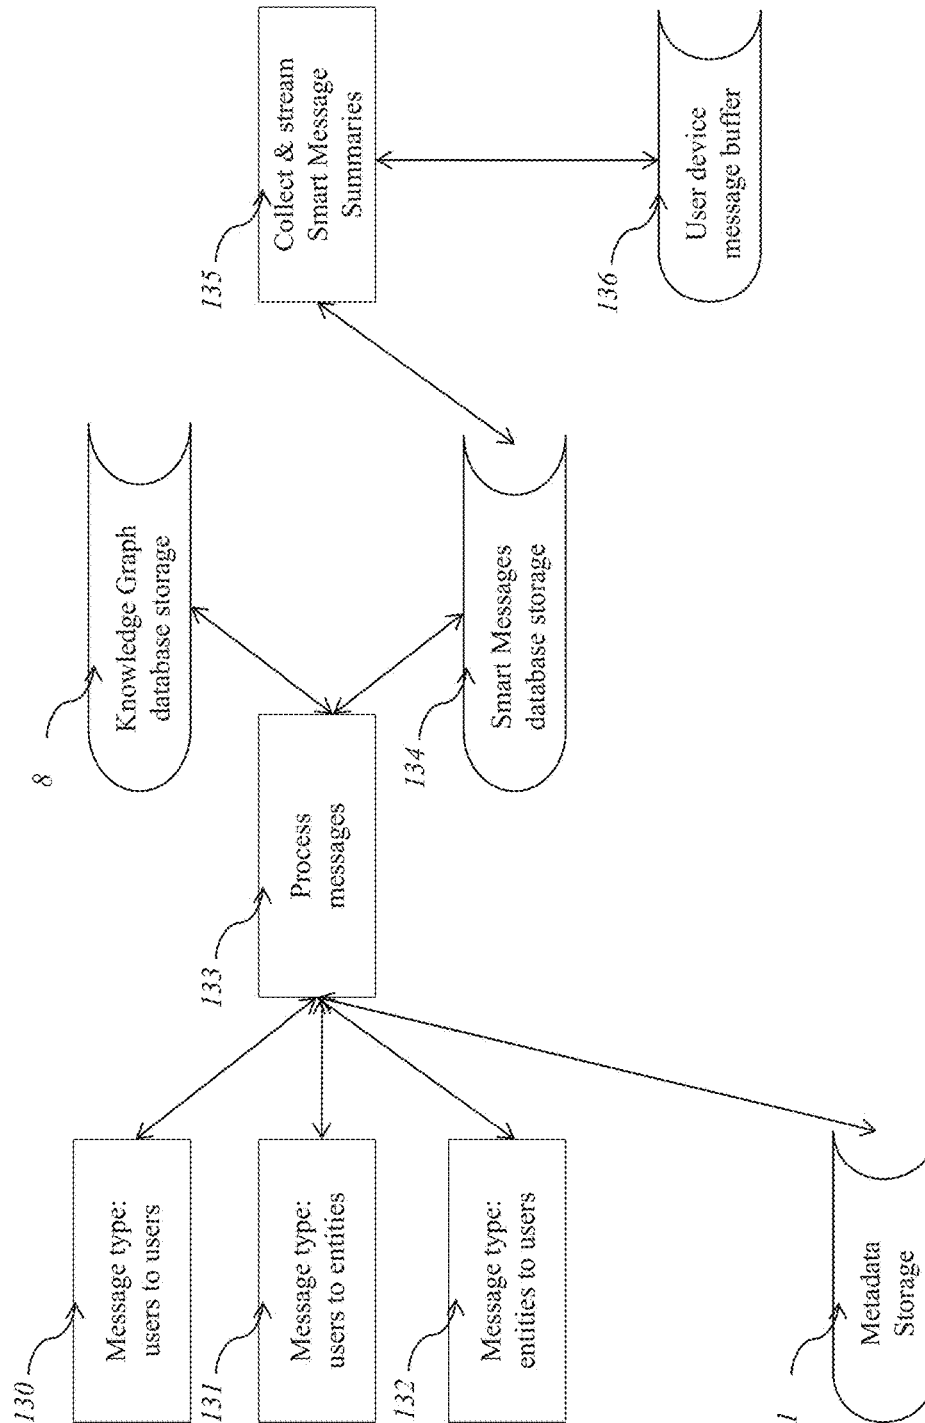 130
Message type:
users to users
131
Message type:
users to entities
132
Message type:
entities to users
1
Metadata
Storage
133
Process
messages
8
Knowledge Graph
database storage
134
Smart Messages
database storage
135
Collect & stream
Smart Message
Summaries
136
User device
message buffer